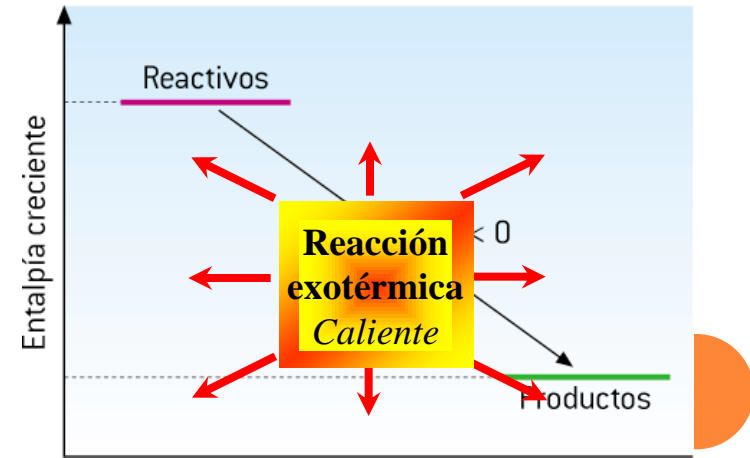 Reactivos
Entalpía creciente
< 0
Reacción
exotérmica
Caliente
Productos